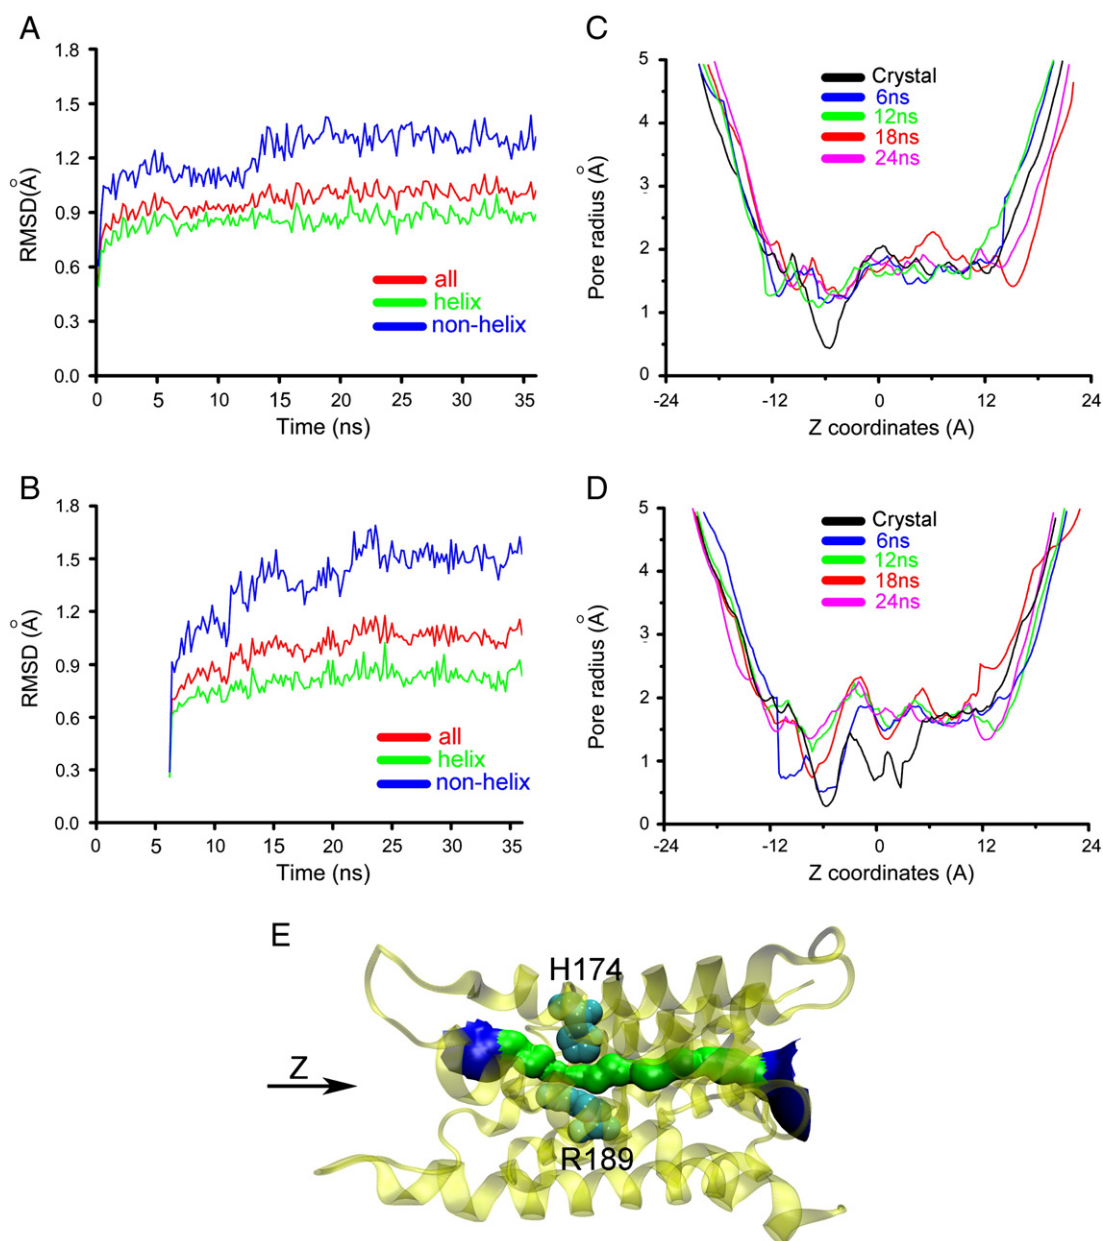 A
1.8
1.5
1.2
0.9
0.6
0.3
0.0
RMSD(Å)
all
helix
non-helix
0 5 10 15 20 25 30 35
Time (ns)
C
5
4
3
2
1
0
Pore radius (Å)
Crystal
6ns
12ns
18ns
24ns
-24 -12 0 12 24
Z coordinates (A)
B
1.8
1.5
1.2
0.9
0.6
0.3
0.0
RMSD (Å)
all
helix
non-helix
0 5 10 15 20 25 30 35
Time (ns)
D
5
4
3
2
1
0
Pore radius (Å)
Crystal
6ns
12ns
18ns
24ns
-24 -12 0 12 24
Z coordinates (A)
E
H174
Z
R189